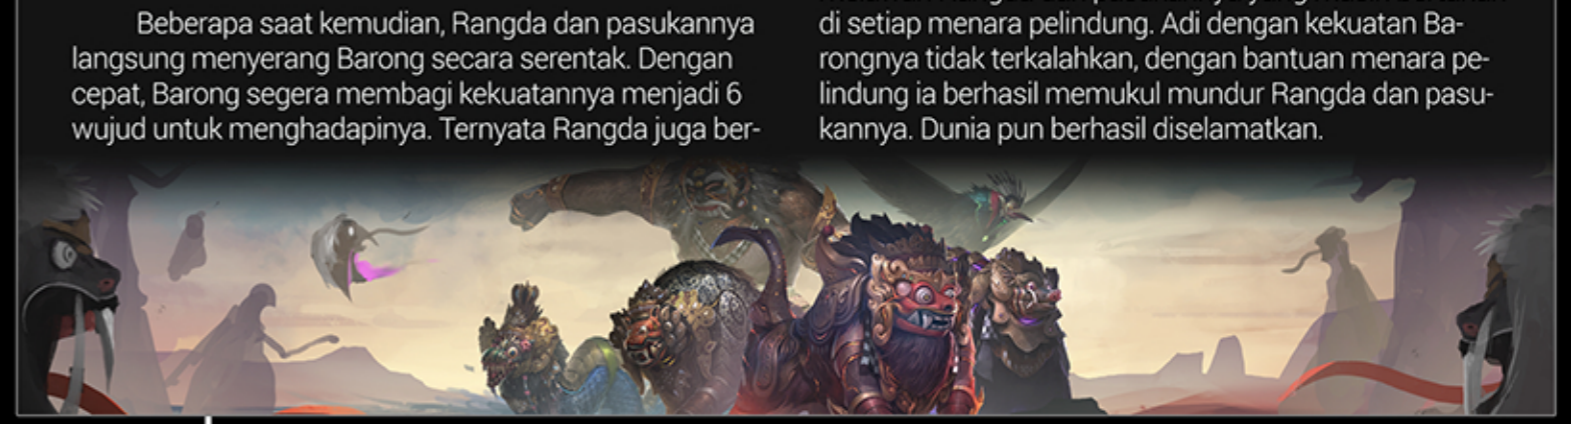 Beberapa saat kemudian, Rangda dan pasukannya
langsung menyerang Barong secara serentak. Dengan
cepat, Barong segera membagi kekuatannya menjadi 6
wujud untuk menghadapinya. Ternyata Rangda juga ber-
di setiap menara pelindung. Adi dengan kekuatan Ba-
rongnya tidak terkalahkan, dengan bantuan menara pe-
lindung ia berhasil memukul mundur Rangda dan pasu-
kannya. Dunia pun berhasil diselamatkan.